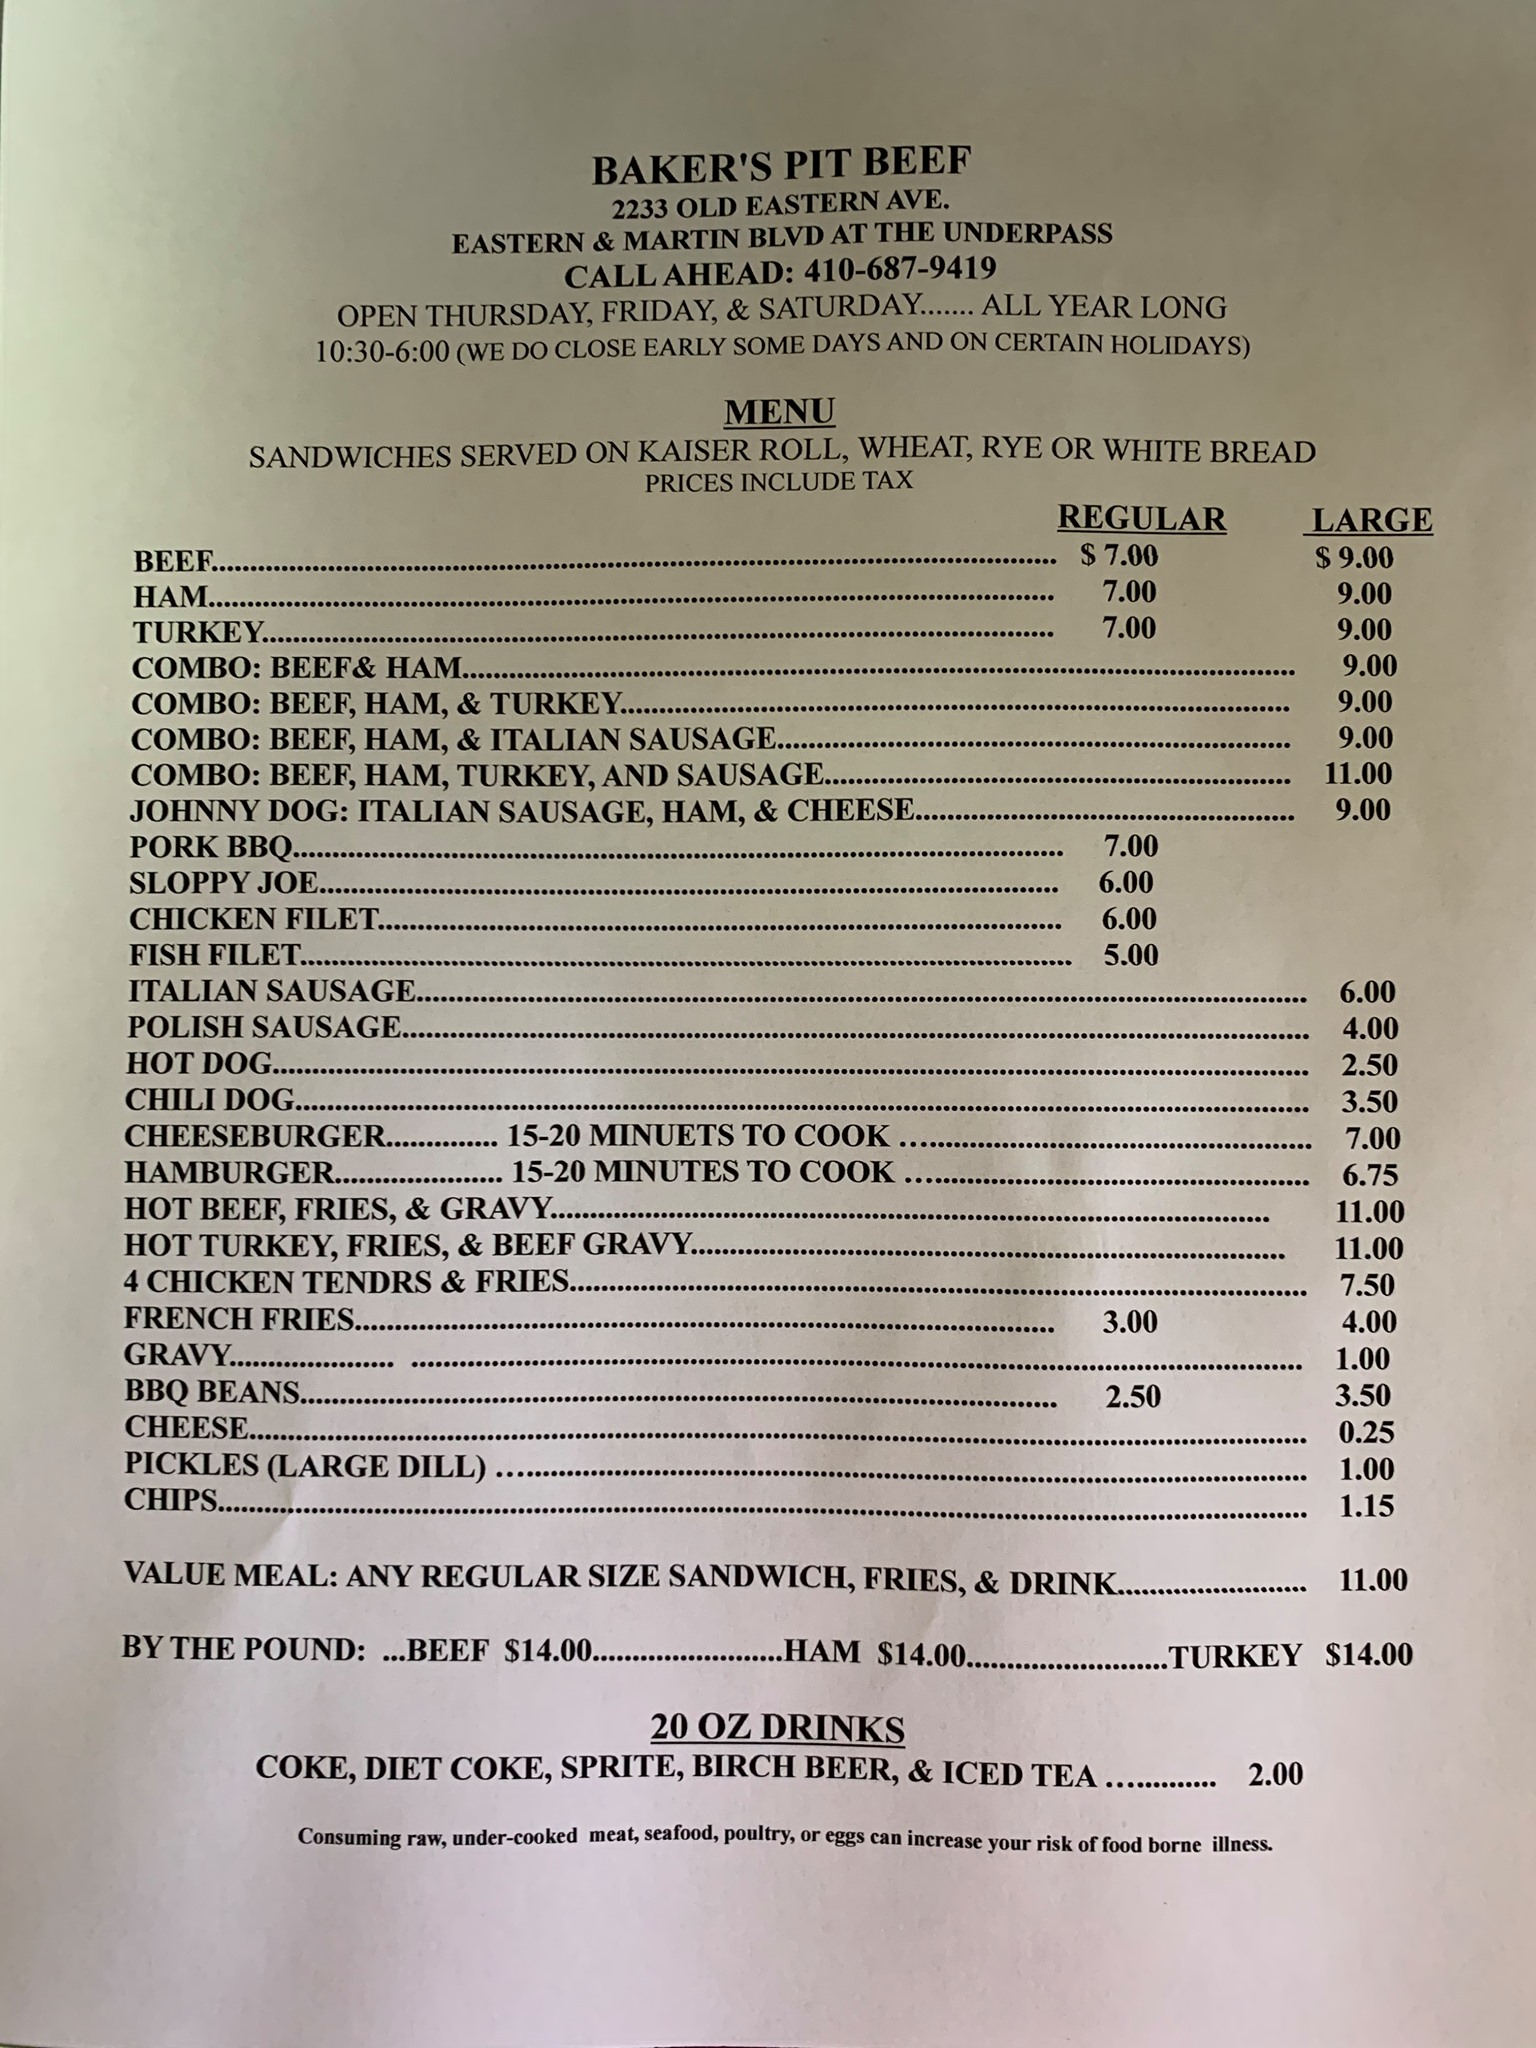 BAKER'S PIT BEEF
2233 OLD EASTERN AVE.
EASTERN & MARTIN BLVD AT THE UNDERPASS
CALL AHEAD: 410-687-9419
OPEN THURSDAY, FRIDAY, & SATURDAY....... ALL YEAR LONG
10:30-6:00 (WE DO CLOSE EARLY SOME DAYS AND ON CERTAIN HOLIDAYS)
MENU
SANDWICHES SERVED ON KAISER ROLL, WHEAT, RYE OR WHITE BREAD
PRICES INCLUDE TAX
REGULAR LARGE
BEEF.......... $ 7.00 $ 9.00
HAM.......... 7.00 9.00
TURKEY.......... 7.00 9.00
COMBO: BEEF& HAM.......... 9.00
COMBO: BEEF, HAM, & TURKEY.......... 9.00
COMBO: BEEF, HAM, & ITALIAN SAUSAGE.......... 9.00
COMBO: BEEF, HAM, TURKEY, AND SAUSAGE.......... 11.00
JOHNNY DOG: ITALIAN SAUSAGE, HAM, & CHEESE.......... 9.00
PORK BBQ.......... 7.00
SLOPPY JOE.......... 6.00
CHICKEN FILET.......... 6.00
FISH FILET.......... 5.00
ITALIAN SAUSAGE.......... 6.00
POLISH SAUSAGE.......... 4.00
HOT DOG.......... 2.50
CHILI DOG.......... 3.50
CHEESEBURGER.............. 15-20 MINUETS TO COOK ….......... 7.00
HAMBURGER..................... 15-20 MINUTES TO COOK ….......... 6.75
HOT BEEF, FRIES, & GRAVY.......... 11.00
HOT TURKEY, FRIES, & BEEF GRAVY.......... 11.00
4 CHICKEN TENDRS & FRIES.......... 7.50
FRENCH FRIES.......... 3.00 4.00
GRAVY..................... .......... 1.00
BBQ BEANS.......... 2.50 3.50
CHEESE.......... 0.25
PICKLES (LARGE DILL) ….......... 1.00
CHIPS.......... 1.15
VALUE MEAL: ANY REGULAR SIZE SANDWICH, FRIES, & DRINK.......... 11.00
BY THE POUND: ...BEEF $14.00........................HAM $14.00.........................TURKEY $14.00
20 OZ DRINKS
COKE, DIET COKE, SPRITE, BIRCH BEER, & ICED TEA ….......... 2.00
Consuming raw, under-cooked meat, seafood, poultry, or eggs can increase your risk of food borne illness.